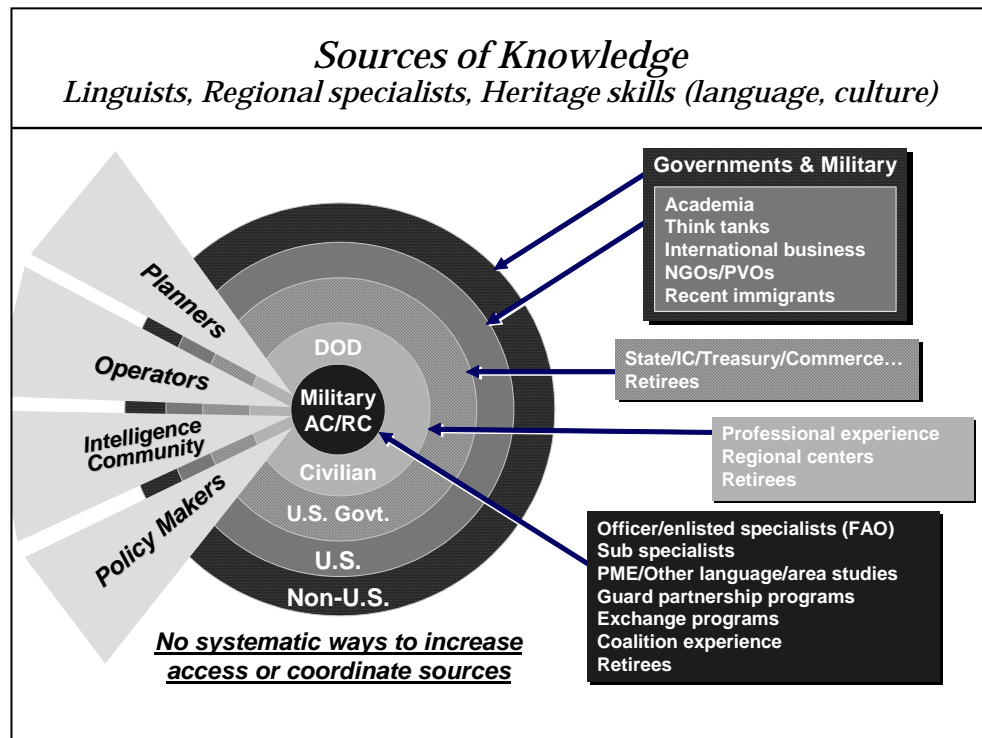 Sources of Knowledge
Linguists, Regional specialists, Heritage skills (language, culture)
Planners
Operators
Intelligence
Community
Policy Makers
DOD
Military
AC/RC
Civilian
U.S. Govt.
U.S.
Non-U.S.
Governments & Military
Academia
Think tanks
International business
NGOs/PVOs
Recent immigrants
State/IC/Treasury/Commerce…
Retirees
Professional experience
Regional centers
Retirees
Officer/enlisted specialists (FAO)
Sub specialists
PME/Other language/area studies
Guard partnership programs
Exchange programs
Coalition experience
Retirees
No systematic ways to increase
access or coordinate sources